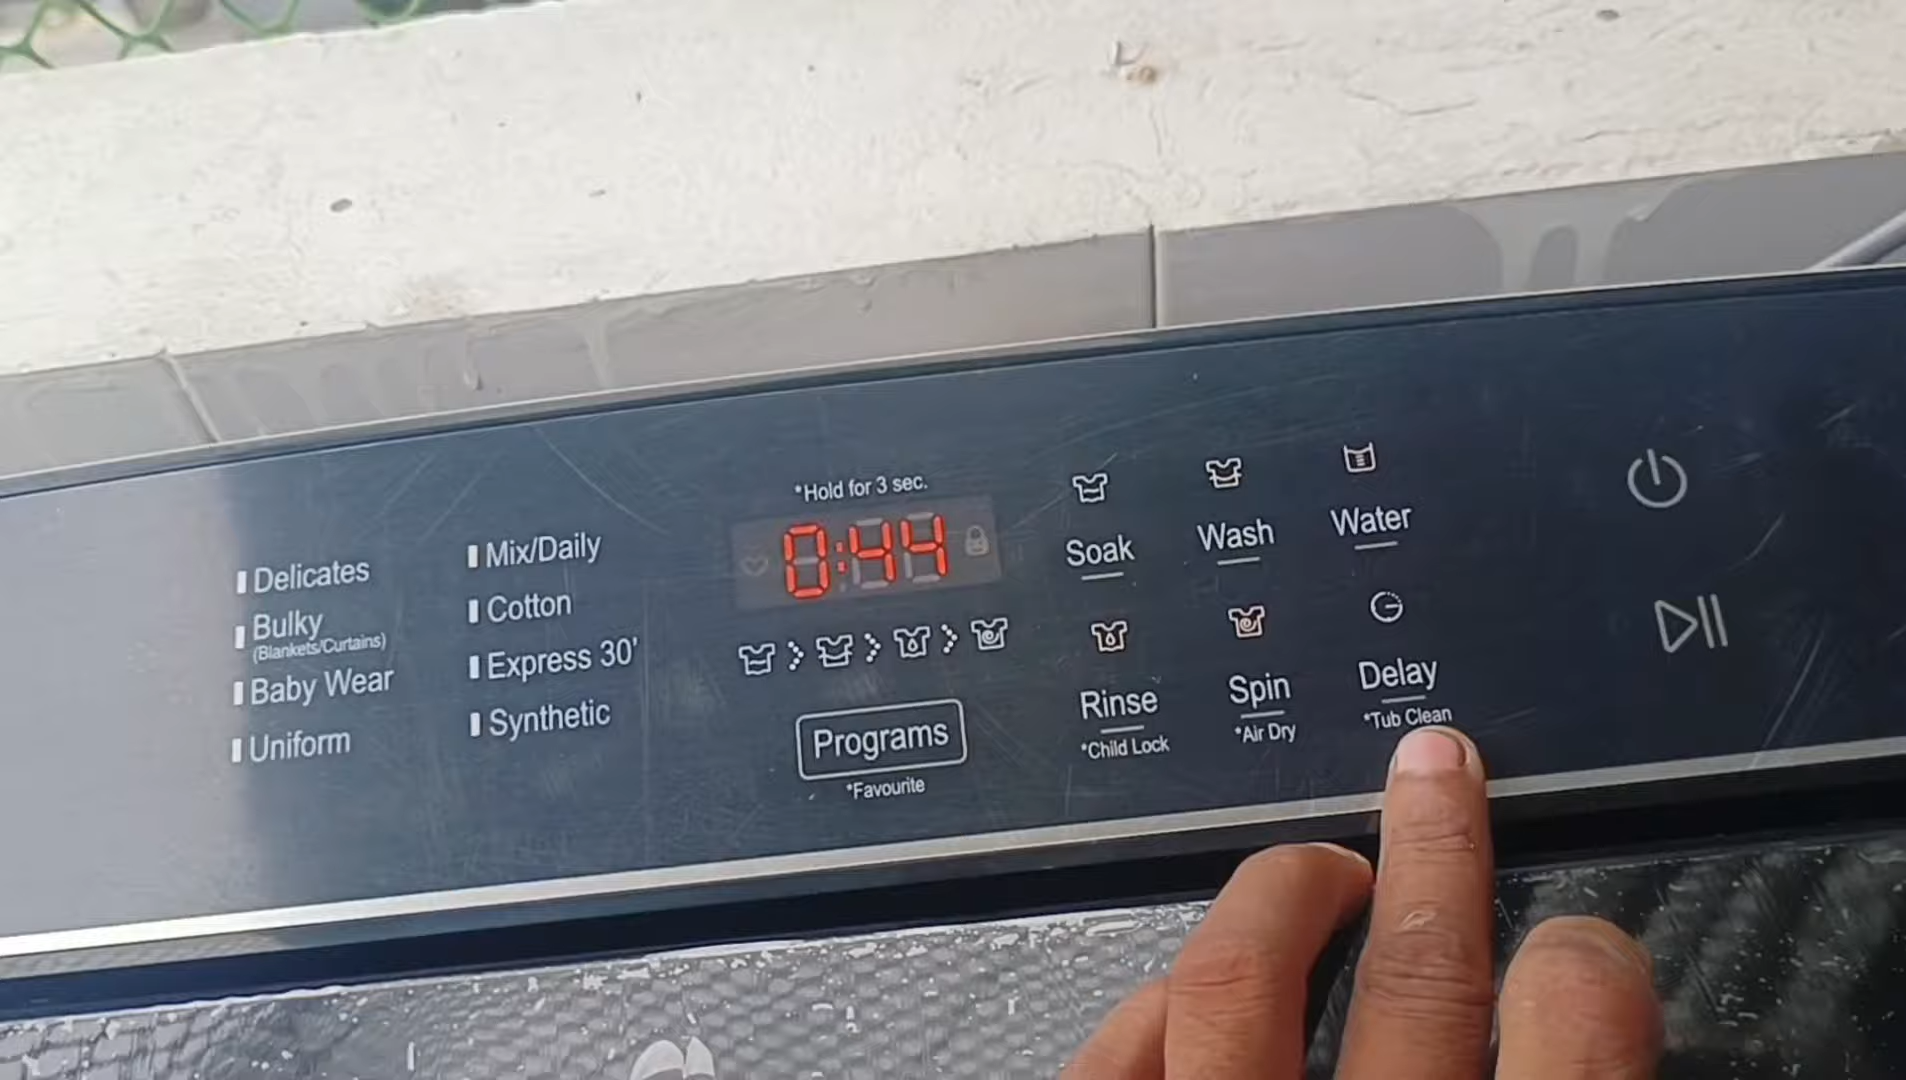 Delicates
Bulky
(Blankets/Curtains)
Baby Wear
Uniform
Mix/Daily
Cotton
Express 30'
Synthetic
*Hold for 3 sec.
0:44
Programs
*Favourite
Soak
Wash
Water
Rinse
*Child Lock
Spin
*Air Dry
Delay
*Tub Clean